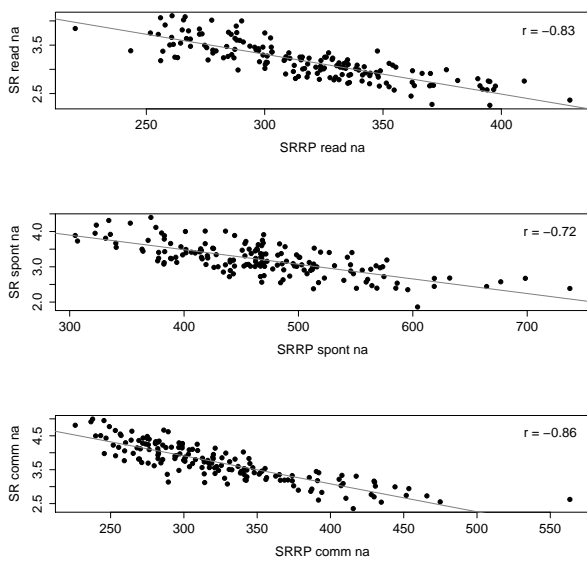 r = −0.83
3.5
2.5
SR read na
250
300
350
400
SRRP read na
r = −0.72
4.0
3.0
2.0
SR spont na
300
400
500
600
700
SRRP spont na
r = −0.86
4.5
3.5
2.5
SR comm na
250
300
350
400
450
500
550
SRRP comm na